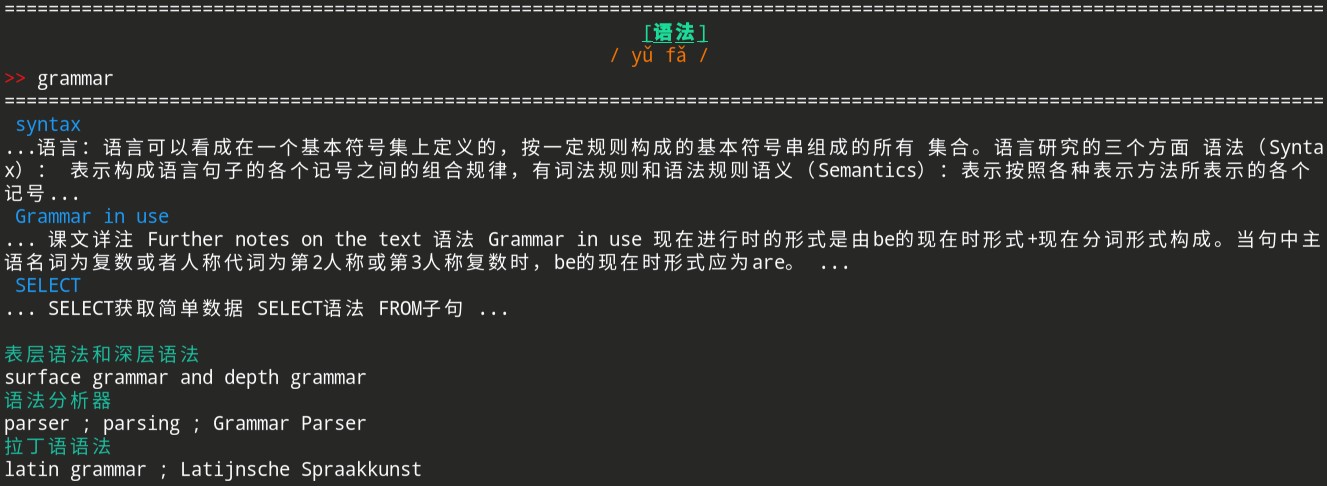 ========================================================================================================================
[语法]
/ yǔ fǎ /
>> grammar
========================================================================================================================
syntax
...语言：语言可以看成在一个基本符号集上定义的，按一定规则构成的基本符号串组成的所有 集合。语言研究的三个方面 语法（Synta
x）： 表示构成语言句子的各个记号之间的组合规律，有词法规则和语法规则语义（Semantics）：表示按照各种表示方法所表示的各个
记号...
Grammar in use
... 课文详注 Further notes on the text 语法 Grammar in use 现在进行时的形式是由be的现在时形式+现在分词形式构成。当句中主
语名词为复数或者人称代词为第2人称或第3人称复数时，be的现在时形式应为are。 ...
SELECT
... SELECT获取简单数据 SELECT语法 FROM子句 ...
表层语法和深层语法
surface grammar and depth grammar
语法分析器
parser ; parsing ; Grammar Parser
拉丁语语法
latin grammar ; Latijnsche Spraakkunst